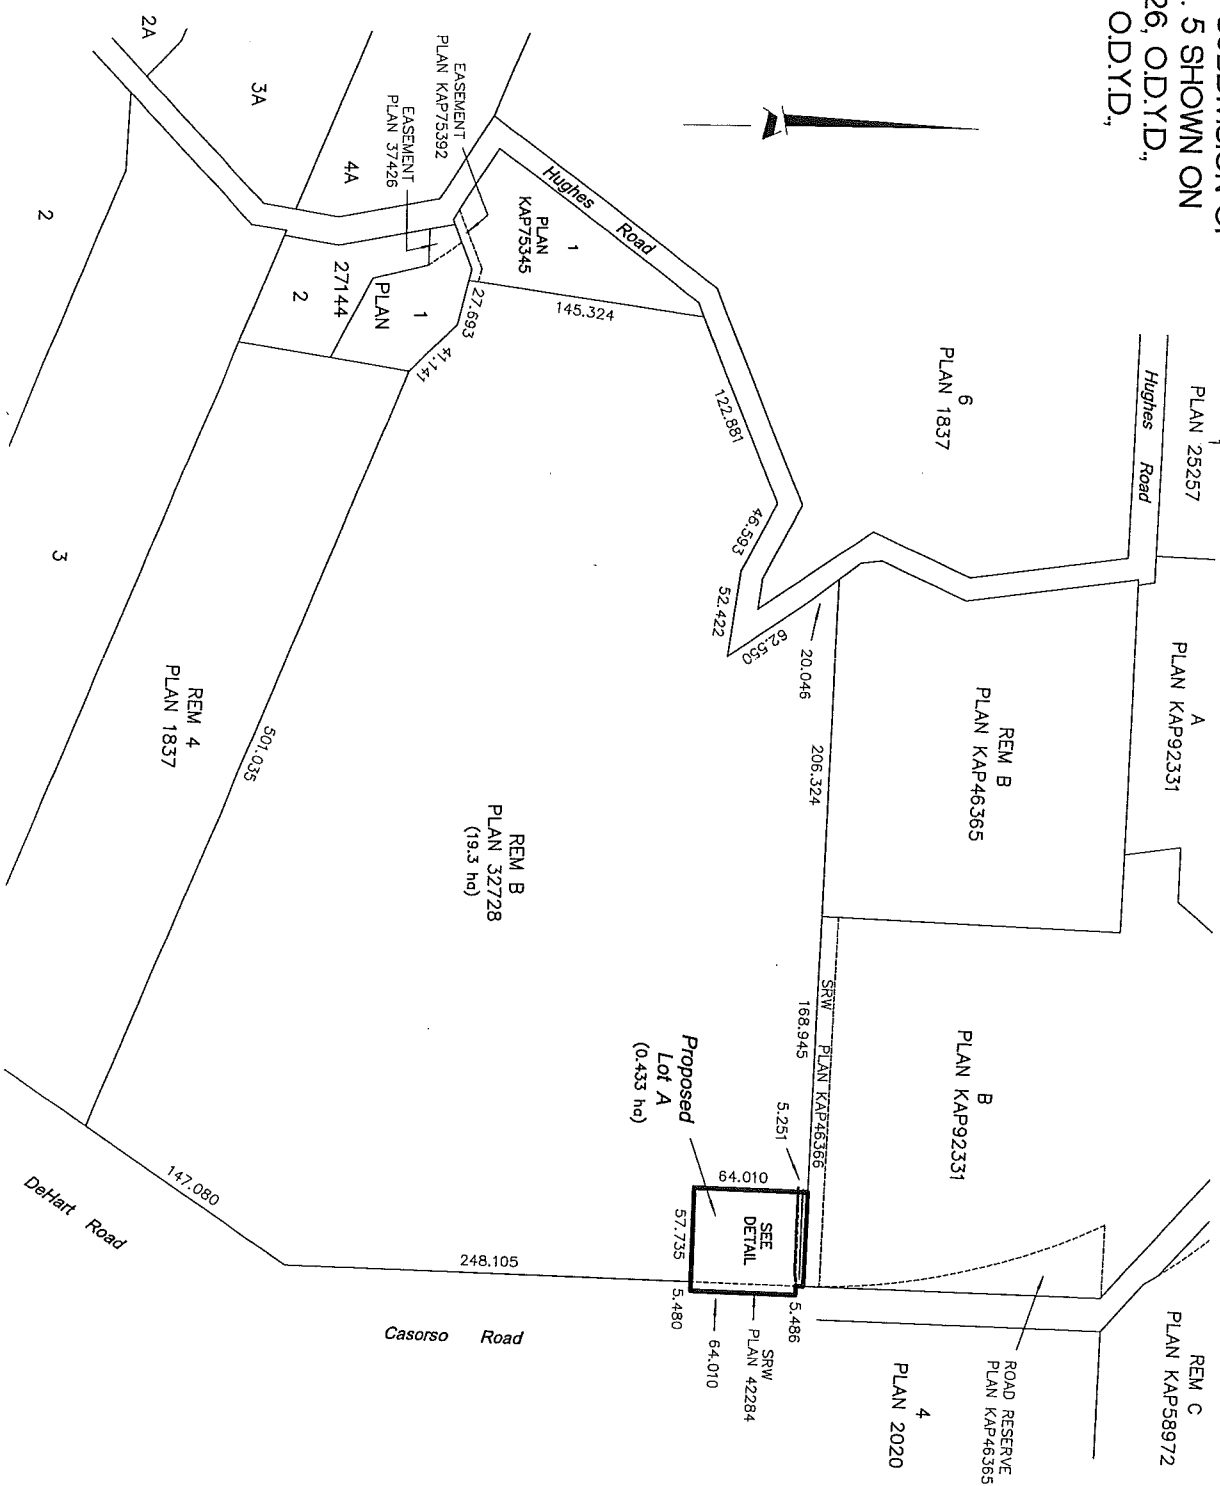 . 5 SHOWN ON
26, O.D.Y.D.,
O.D.Y.D.,
1
PLAN 25257
Hughes Road
A
PLAN KAP92331
REM C
PLAN KAP58972
6
PLAN 1837
REM B
PLAN KAP46365
B
PLAN KAP92331
ROAD RESERVE
PLAN KAP46365
4
PLAN 2020
Hughes Road
1
PLAN
KAP75345
EASEMENT
PLAN KAP75392
EASEMENT
PLAN 37426
2A
3A
4A
145.324
122.881
46.593
52.422
62.550
20.046
206.324
168.945
SRW PLAN KAP46366
5.251
27.693
41.141
1
PLAN
27144
2
2
3
REM 4
PLAN 1837
501.035
REM B
PLAN 32728
(19.3 ha)
Proposed
Lot A
(0.433 ha)
64.010
SEE
DETAIL
57.735
5.486
5.480
64.010
SRW
PLAN 42284
248.105
147.080
Casorso Road
DeHart Road